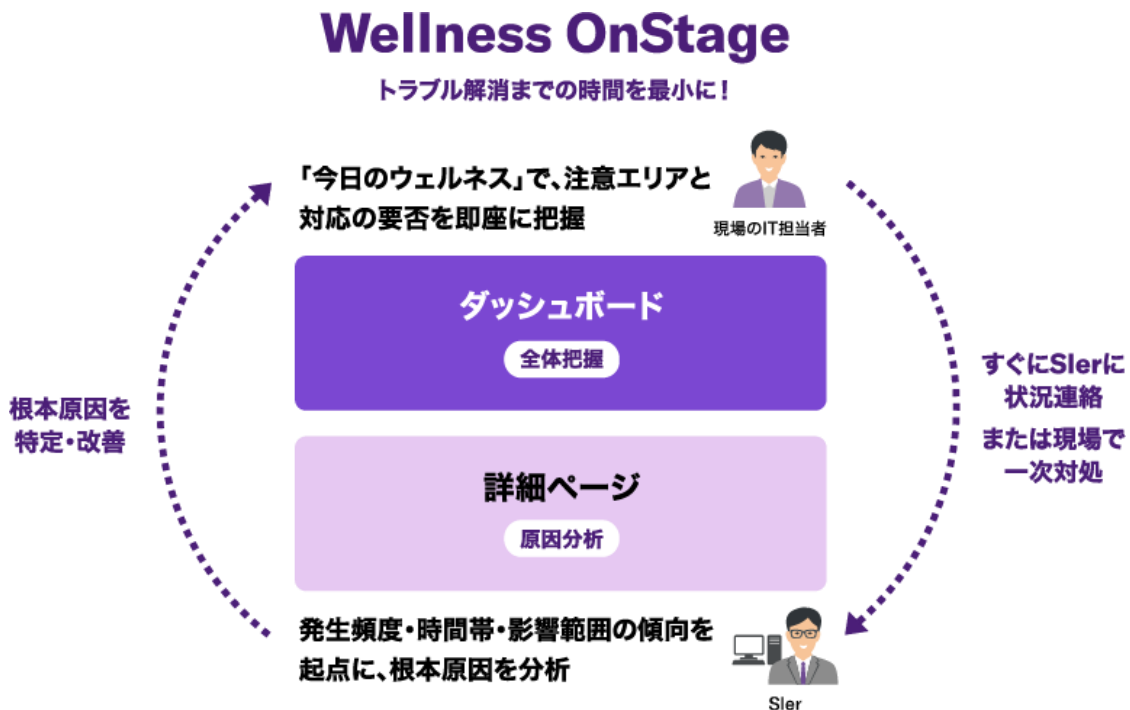 Wellness OnStage
トラブル解消までの時間を最小に！
「今日のウェルネス」で、注意エリアと
対応の要否を即座に把握
現場のIT担当者
ダッシュボード
全体把握
根本原因を
特定・改善
すぐにSIerに
状況連絡
または現場で
一次対処
詳細ページ
原因分析
発生頻度・時間帯・影響範囲の傾向を
起点に、根本原因を分析
SIer